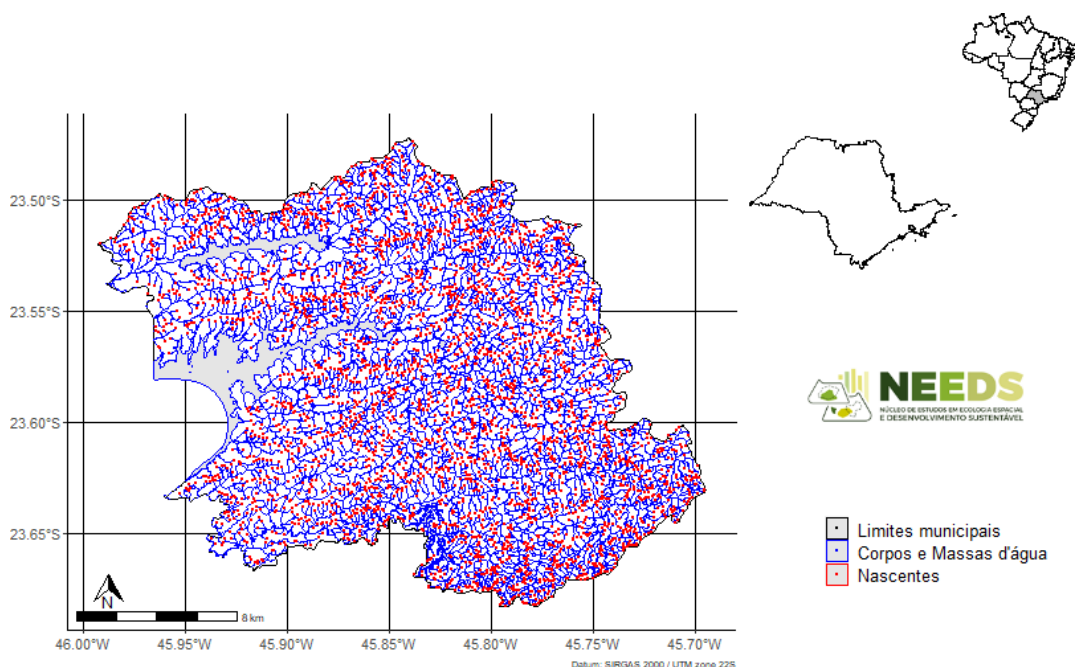 23.50°S
23.55°S
23.60°S
23.65°S
N
8 km
46.00°W 45.95°W 45.90°W 45.85°W 45.80°W 45.75°W 45.70°W
Datum: SIRGAS 2000 / UTM zone 22S
NEEDS
NÚCLEO DE ESTUDOS EM ECOLOGIA ESPACIAL
E DESENVOLVIMENTO SUSTENTÁVEL
Limites municipais
Corpos e Massas d'água
Nascentes